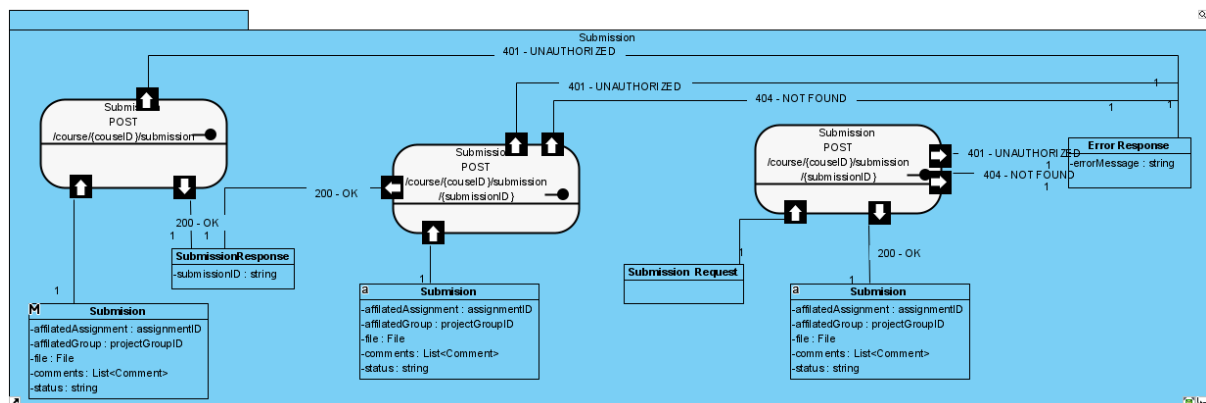 Submission
401 - UNAUTHORIZED
401 - UNAUTHORIZED
1
404 - NOT FOUND
1
1
Submission
POST
/course/{couseID}/submission
Submission
POST
/course/{couseID}/submission
/{submissionID}
Submission
POST
/course/{couseID}/submission
/{submissionID}
401 - UNAUTHORIZED
1
404 - NOT FOUND
1
Error Response
-errorMessage : string
200 - OK
200 - OK
1
1
SubmissionResponse
-submissionID : string
1
Submission Request
200 - OK
1
1
1
M
Submision
-affilatedAssignment : assignmentID
-affilatedGroup : projectGroupID
-file : File
-comments : List<Comment>
-status : string
a
Submision
-affilatedAssignment : assignmentID
-affilatedGroup : projectGroupID
-file : File
-comments : List<Comment>
-status : string
a
Submision
-affilatedAssignment : assignmentID
-affilatedGroup : projectGroupID
-file : File
-comments : List<Comment>
-status : string